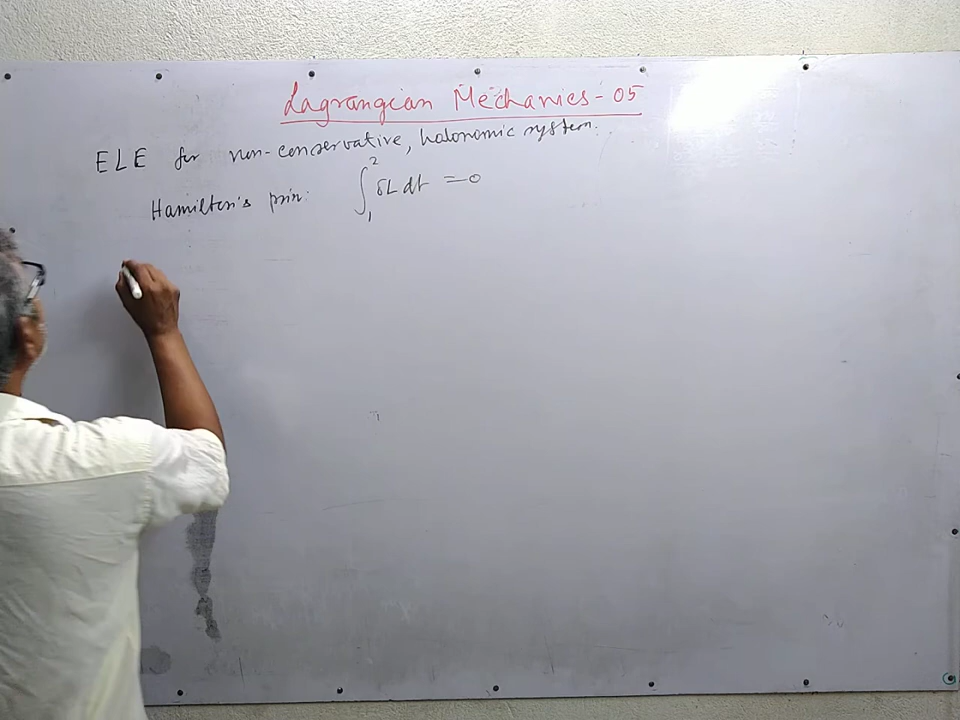 Lagrangian Mechanics - 05
ELE for non-conservative, holonomic system.
Hamilton's prin: ∫₁² δL dt = 0